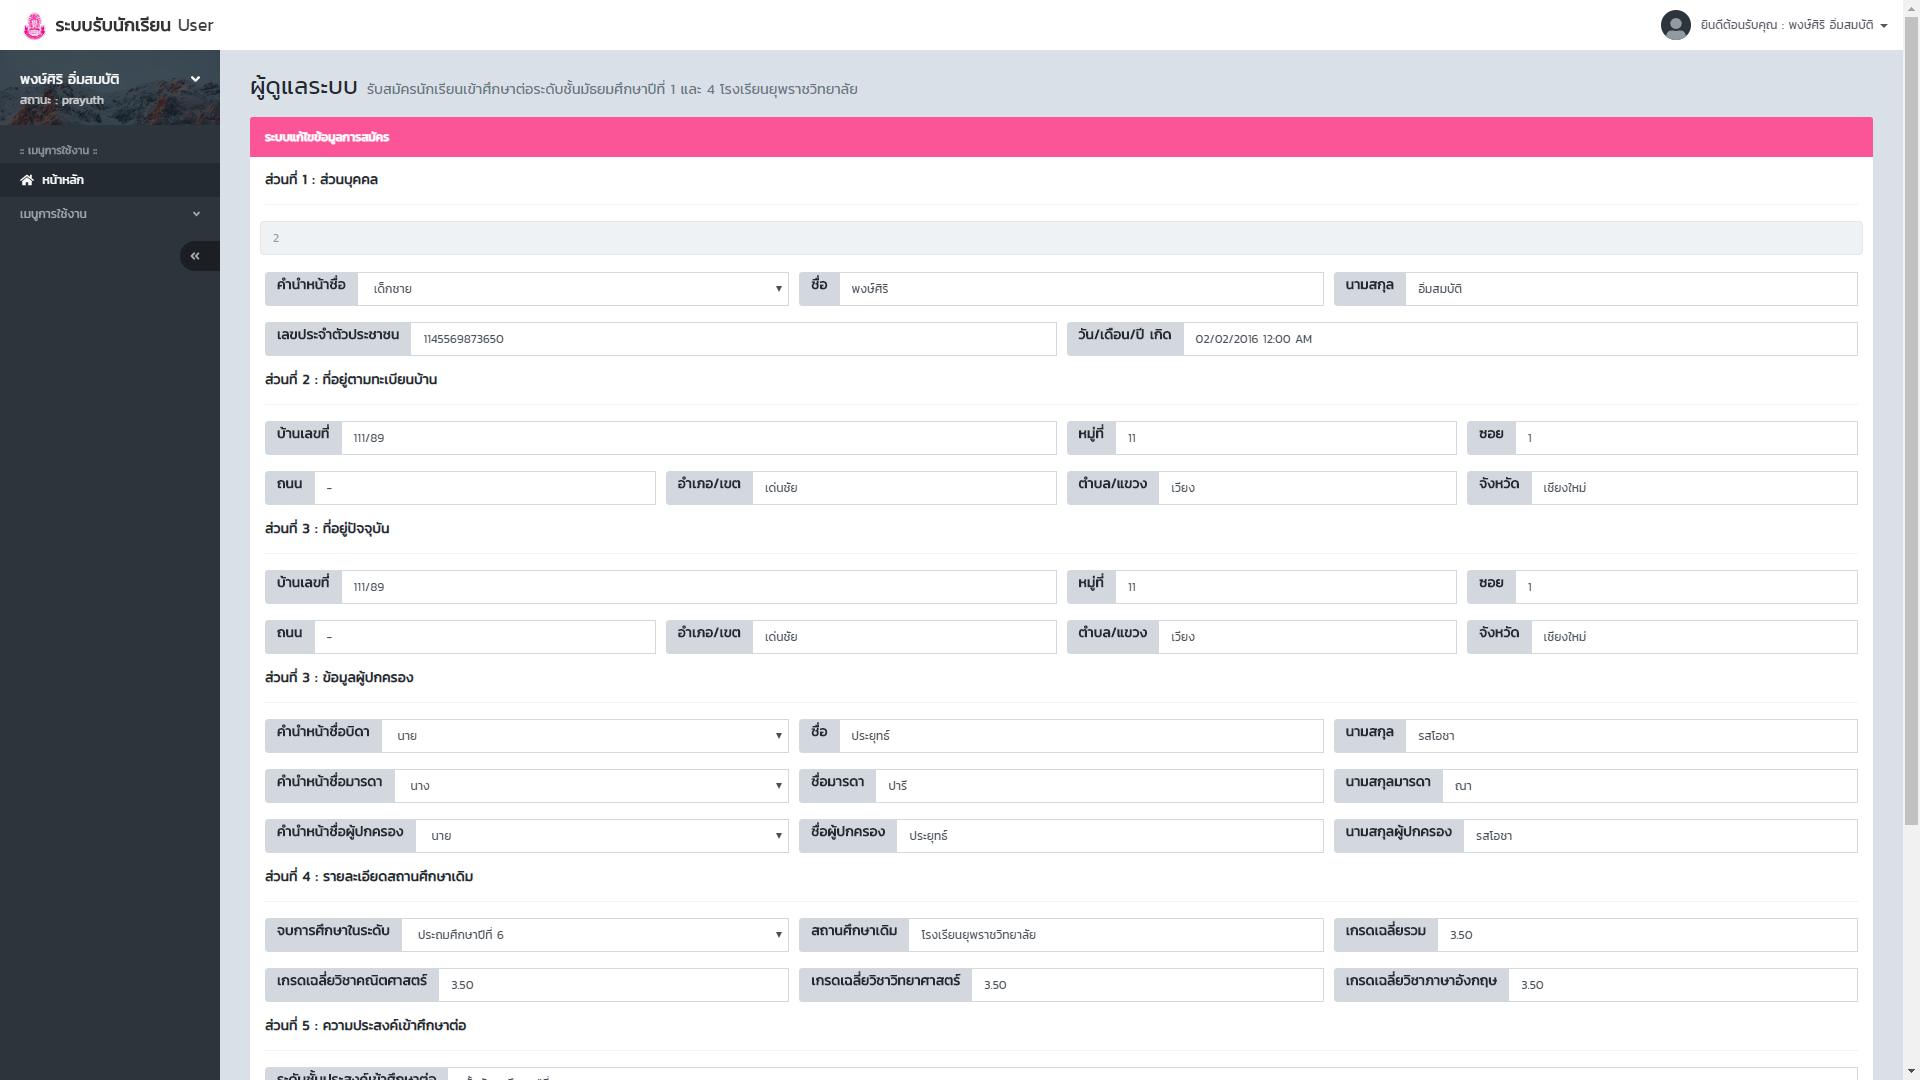 ระบบรับนักเรียน User
ยินดีต้อนรับคุณ : พงษ์ศิริ อิ่มสมบัติ
พงษ์ศิริ อิ่มสมบัติ
สถานะ : prayuth
:: เมนูการใช้งาน ::
หน้าหลัก
เมนูการใช้งาน
ผู้ดูแลระบบ รับสมัครนักเรียนเข้าศึกษาต่อระดับชั้นมัธยมศึกษาปีที่ 1 และ 4 โรงเรียนยุพราชวิทยาลัย
ระบบแก้ไขข้อมูลการสมัคร
ส่วนที่ 1 : ส่วนบุคคล
2
คำนำหน้าชื่อ เด็กชาย ชื่อ พงษ์ศิริ นามสกุล อิ่มสมบัติ
เลขประจำตัวประชาชน 1145569873650 วัน/เดือน/ปี เกิด 02/02/2016 12:00 AM
ส่วนที่ 2 : ที่อยู่ตามทะเบียนบ้าน
บ้านเลขที่ 111/89 หมู่ที่ 11 ซอย 1
ถนน - อำเภอ/เขต เด่นชัย ตำบล/แขวง เวียง จังหวัด เชียงใหม่
ส่วนที่ 3 : ที่อยู่ปัจจุบัน
บ้านเลขที่ 111/89 หมู่ที่ 11 ซอย 1
ถนน - อำเภอ/เขต เด่นชัย ตำบล/แขวง เวียง จังหวัด เชียงใหม่
ส่วนที่ 3 : ข้อมูลผู้ปกครอง
คำนำหน้าชื่อบิดา นาย ชื่อ ประยุทธ์ นามสกุล รสโอชา
คำนำหน้าชื่อมารดา นาง ชื่อมารดา ปารี นามสกุลมารดา ณา
คำนำหน้าชื่อผู้ปกครอง นาย ชื่อผู้ปกครอง ประยุทธ์ นามสกุลผู้ปกครอง รสโอชา
ส่วนที่ 4 : รายละเอียดสถานศึกษาเดิม
จบการศึกษาในระดับ ประถมศึกษาปีที่ 6 สถานศึกษาเดิม โรงเรียนยุพราชวิทยาลัย เกรดเฉลี่ยรวม 3.50
เกรดเฉลี่ยวิชาคณิตศาสตร์ 3.50 เกรดเฉลี่ยวิชาวิทยาศาสตร์ 3.50 เกรดเฉลี่ยวิชาภาษาอังกฤษ 3.50
ส่วนที่ 5 : ความประสงค์เข้าศึกษาต่อ
ระดับชั้นประสงค์เข้าศึกษาต่อ